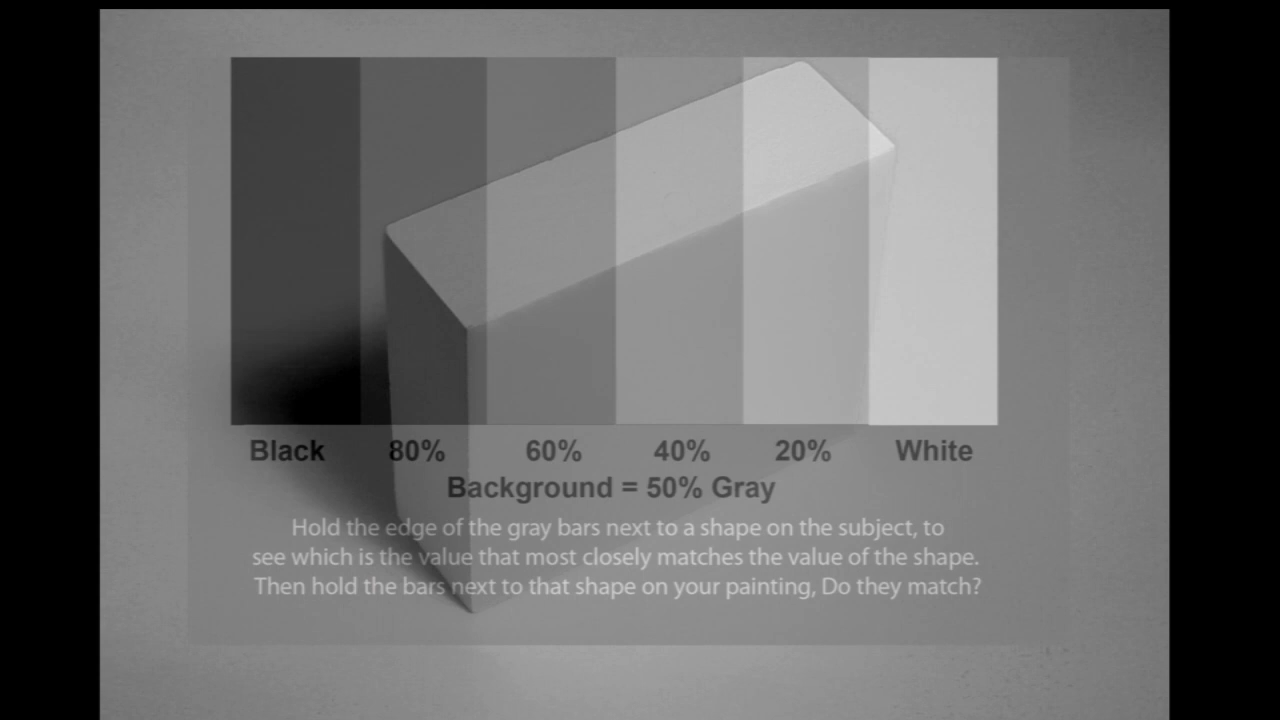 Black 80% 60% 40% 20% White
Background = 50% Gray
Hold the edge of the gray bars next to a shape on the subject, to
see which is the value that most closely matches the value of the shape.
Then hold the bars next to that shape on your painting, Do they match?